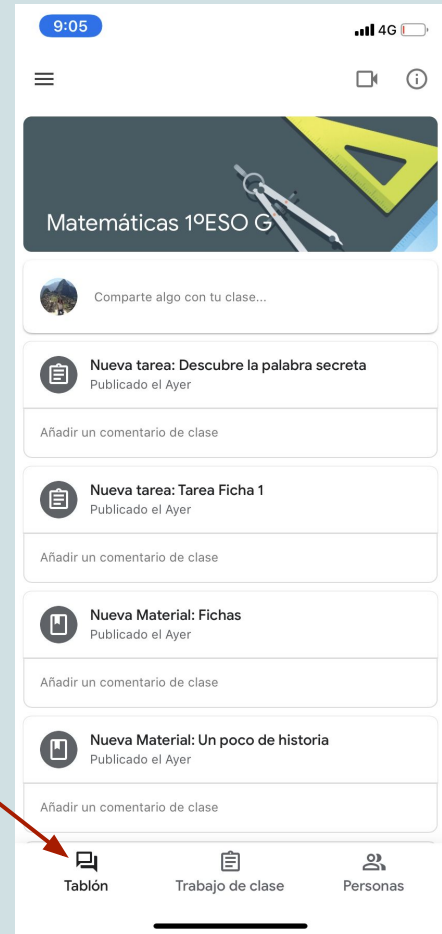 9:05
4G
Matemáticas 1ºESO G
Comparte algo con tu clase...
Nueva tarea: Descubre la palabra secreta
Publicado el Ayer
Añadir un comentario de clase
Nueva tarea: Tarea Ficha 1
Publicado el Ayer
Añadir un comentario de clase
Nueva Material: Fichas
Publicado el Ayer
Añadir un comentario de clase
Nueva Material: Un poco de historia
Publicado el Ayer
Añadir un comentario de clase
Tablón Trabajo de clase Personas